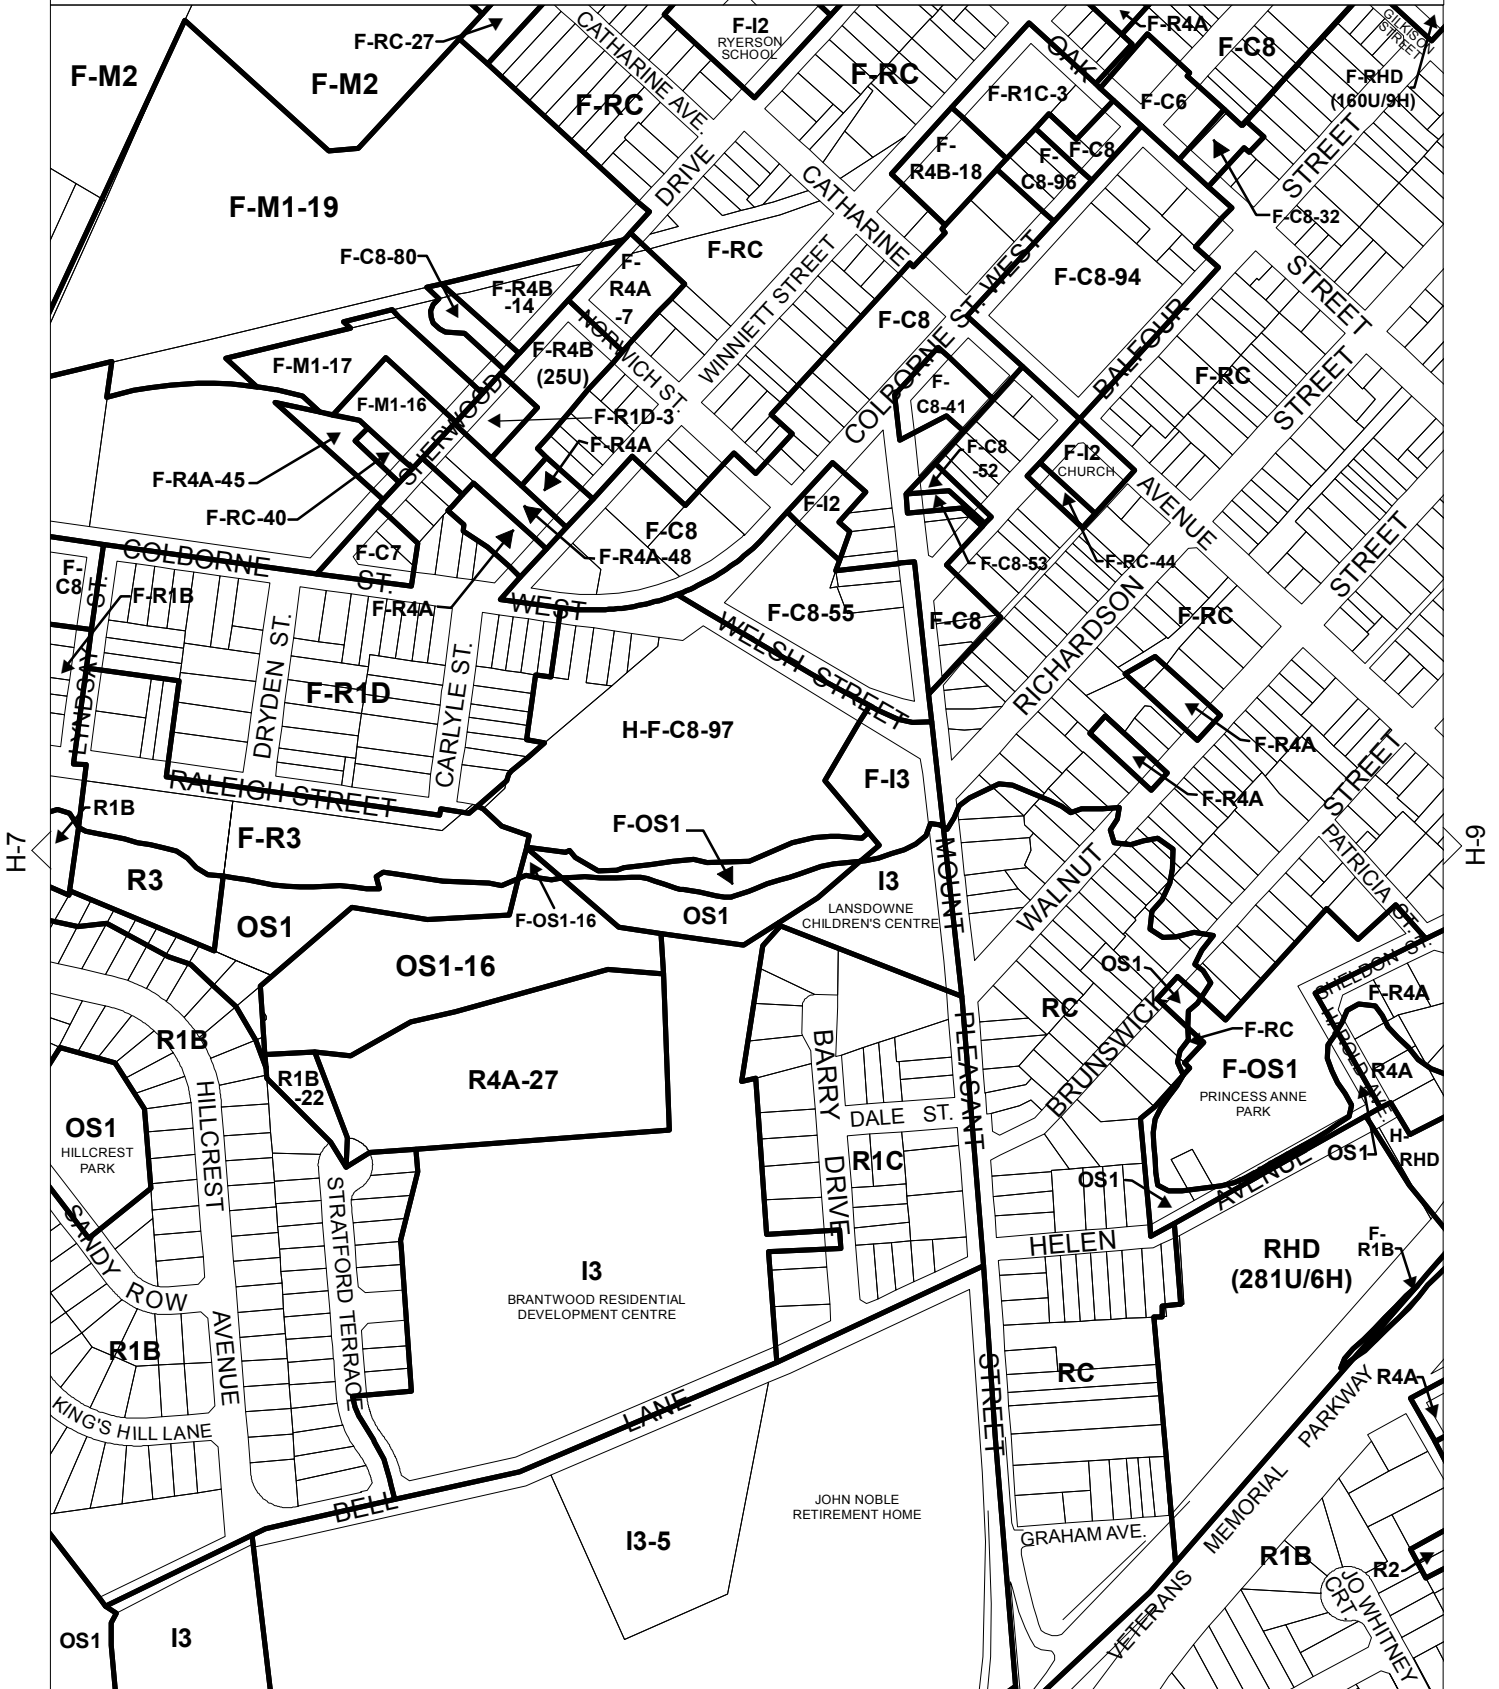 F-I2
RYERSON
SCHOOL
F-R4A
GILKISON
STREET
F-RC-27
CATHARINE AVE.
OAK
F-C8
F-M2
F-M2
F-RC
F-RC
F-R1C-3
F-C6
F-RHD
(160U/9H)
STREET
F-
R4B-18
F-
C8-96
F-C8
DRIVE
CATHARINE
F-M1-19
F-C8-32
F-C8-80
F-RC
F-
R4A
-7
F-R4B
-14
WINNIETT STREET
F-C8-94
STREET
F-C8
COLBORNE ST. WEST
BALFOUR
NORWICH ST.
F-R4B
(25U)
F-M1-17
F-RC
STREET
F-
C8-41
F-M1-16
SHERWOOD
F-R1D-3
F-R4A
F-R4A-45
F-C8
-52
F-I2
CHURCH
AVENUE
F-RC-40
F-I2
F-C8
F-R4A-48
F-C8-53
F-RC-44
STREET
COLBORNE
ST.
WEST
F-C7
F-
C8
F-R1B
F-R4A
F-C8-55
F-C8
RICHARDSON
F-RC
LYNDSAY ST.
DRYDEN ST.
F-R1D
CARLYLE ST.
WELSH STREET
H-F-C8-97
F-R4A
F-I3
F-R4A
STREET
RALEIGH STREET
R1B
F-R3
F-OS1
H-7
H-9
PATRICIA ST.
R3
MOUNT
WALNUT
I3
LANSDOWNE
CHILDREN'S CENTRE
F-OS1-16
OS1
OS1
OS1-16
OS1
SHELDON ST.
F-R4A
RC
BRUNSWICK
F-RC
HAROLD AVE.
R1B
PLEASANT
F-OS1
PRINCESS ANNE
PARK
R4A
R1B
-22
R4A-27
BARRY
DRIVE
DALE ST.
HILLCREST
OS1
HILLCREST
PARK
R1C
OS1
AVENUE
OS1
H-
RHD
STRATFORD TERRACE
SANDY
ROW
HELEN
RHD
(281U/6H)
F-
R1B
I3
BRANTWOOD RESIDENTIAL
DEVELOPMENT CENTRE
AVENUE
R1B
STREET
RC
R4A
LANE
KING'S HILL LANE
PARKWAY
BELL
JOHN NOBLE
RETIREMENT HOME
I3-5
GRAHAM AVE.
MEMORIAL
R1B
R2
VETERANS
JO WHITNEY
CRT.
OS1
I3